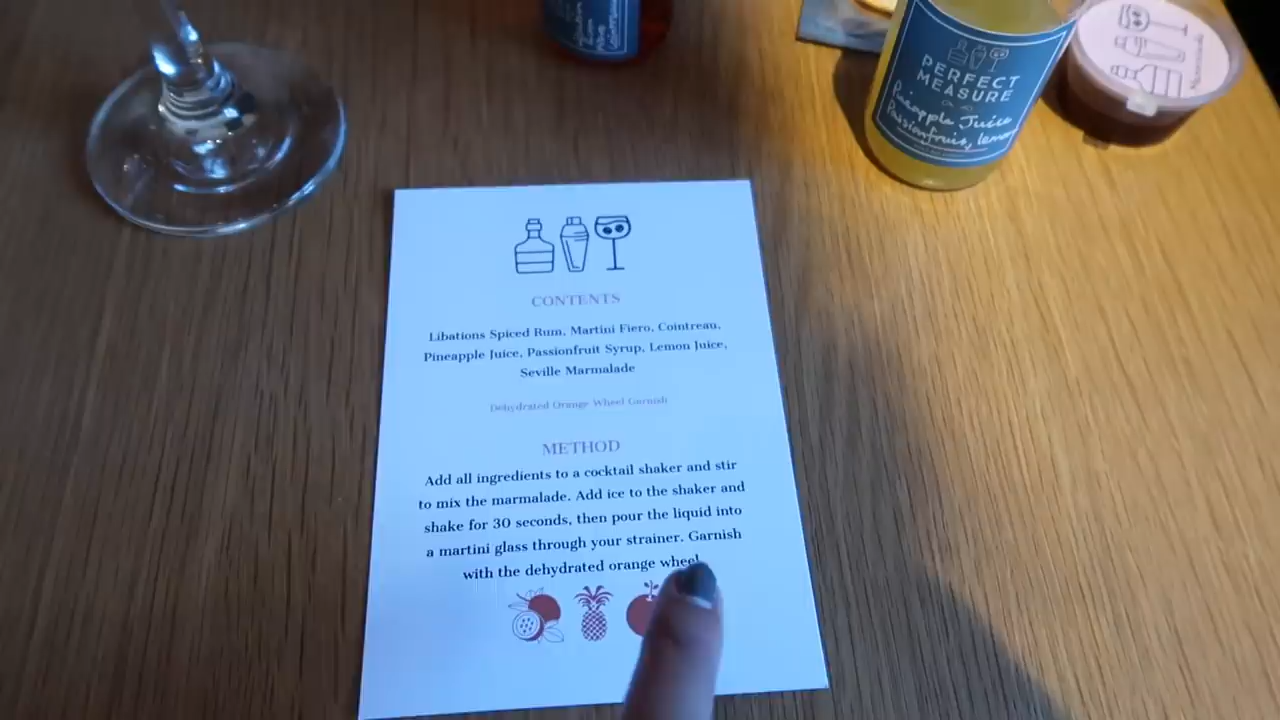 PERFECT
MEASURE
Pineapple Juice
Passionfruit, lemon
CONTENTS
Libations Spiced Rum, Martini Fiero, Cointreau,
Pineapple Juice, Passionfruit Syrup, Lemon Juice,
Seville Marmalade
Dehydrated Orange Wheel Garnish
METHOD
Add all ingredients to a cocktail shaker and stir
to mix the marmalade. Add ice to the shaker and
shake for 30 seconds, then pour the liquid into
a martini glass through your strainer. Garnish
with the dehydrated orange wheel